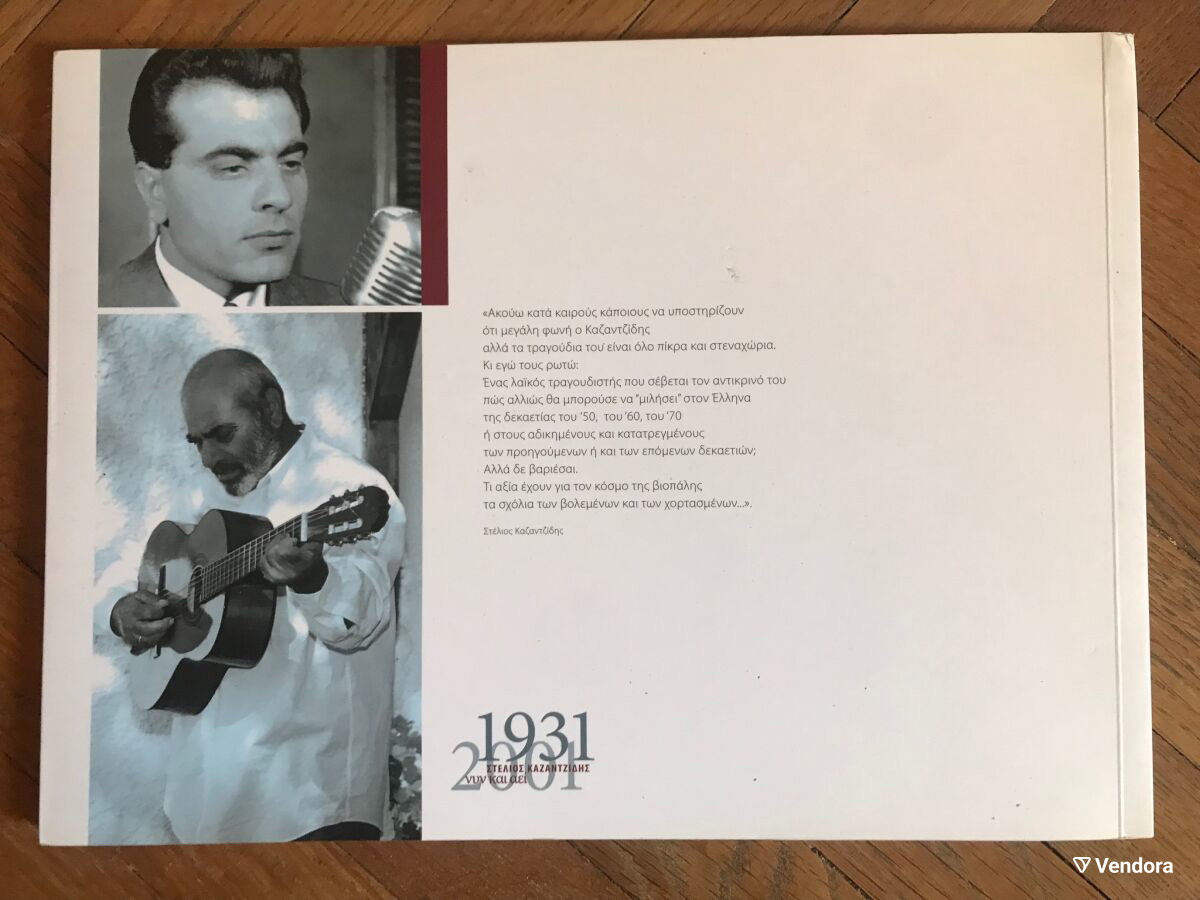 «Ακούω κατά καιρούς κάποιους να υποστηρίζουν
ότι μεγάλη φωνή ο Καζαντζίδης
αλλά τα τραγούδια του είναι όλο πίκρα και στεναχώρια.
Κι εγώ τους ρωτώ:
Ένας λαϊκός τραγουδιστής που σέβεται τον αντικρινό του
πώς αλλιώς θα μπορούσε να “μιλήσει” στον Έλληνα
της δεκαετίας του ’50, του ’60, του ’70
ή στους αδικημένους και κατατρεγμένους
των προηγούμενων ή και των επόμενων δεκαετιών;
Αλλά δε βαριέσαι.
Τι αξία έχουν για τον κόσμο της βιοπάλης
τα σχόλια των βολεμένων και των χορτασμένων...».
Στέλιος Καζαντζίδης
1931
2001
ΣΤΕΛΙΟΣ ΚΑΖΑΝΤΖΙΔΗΣ
νυν και αεί
Vendora